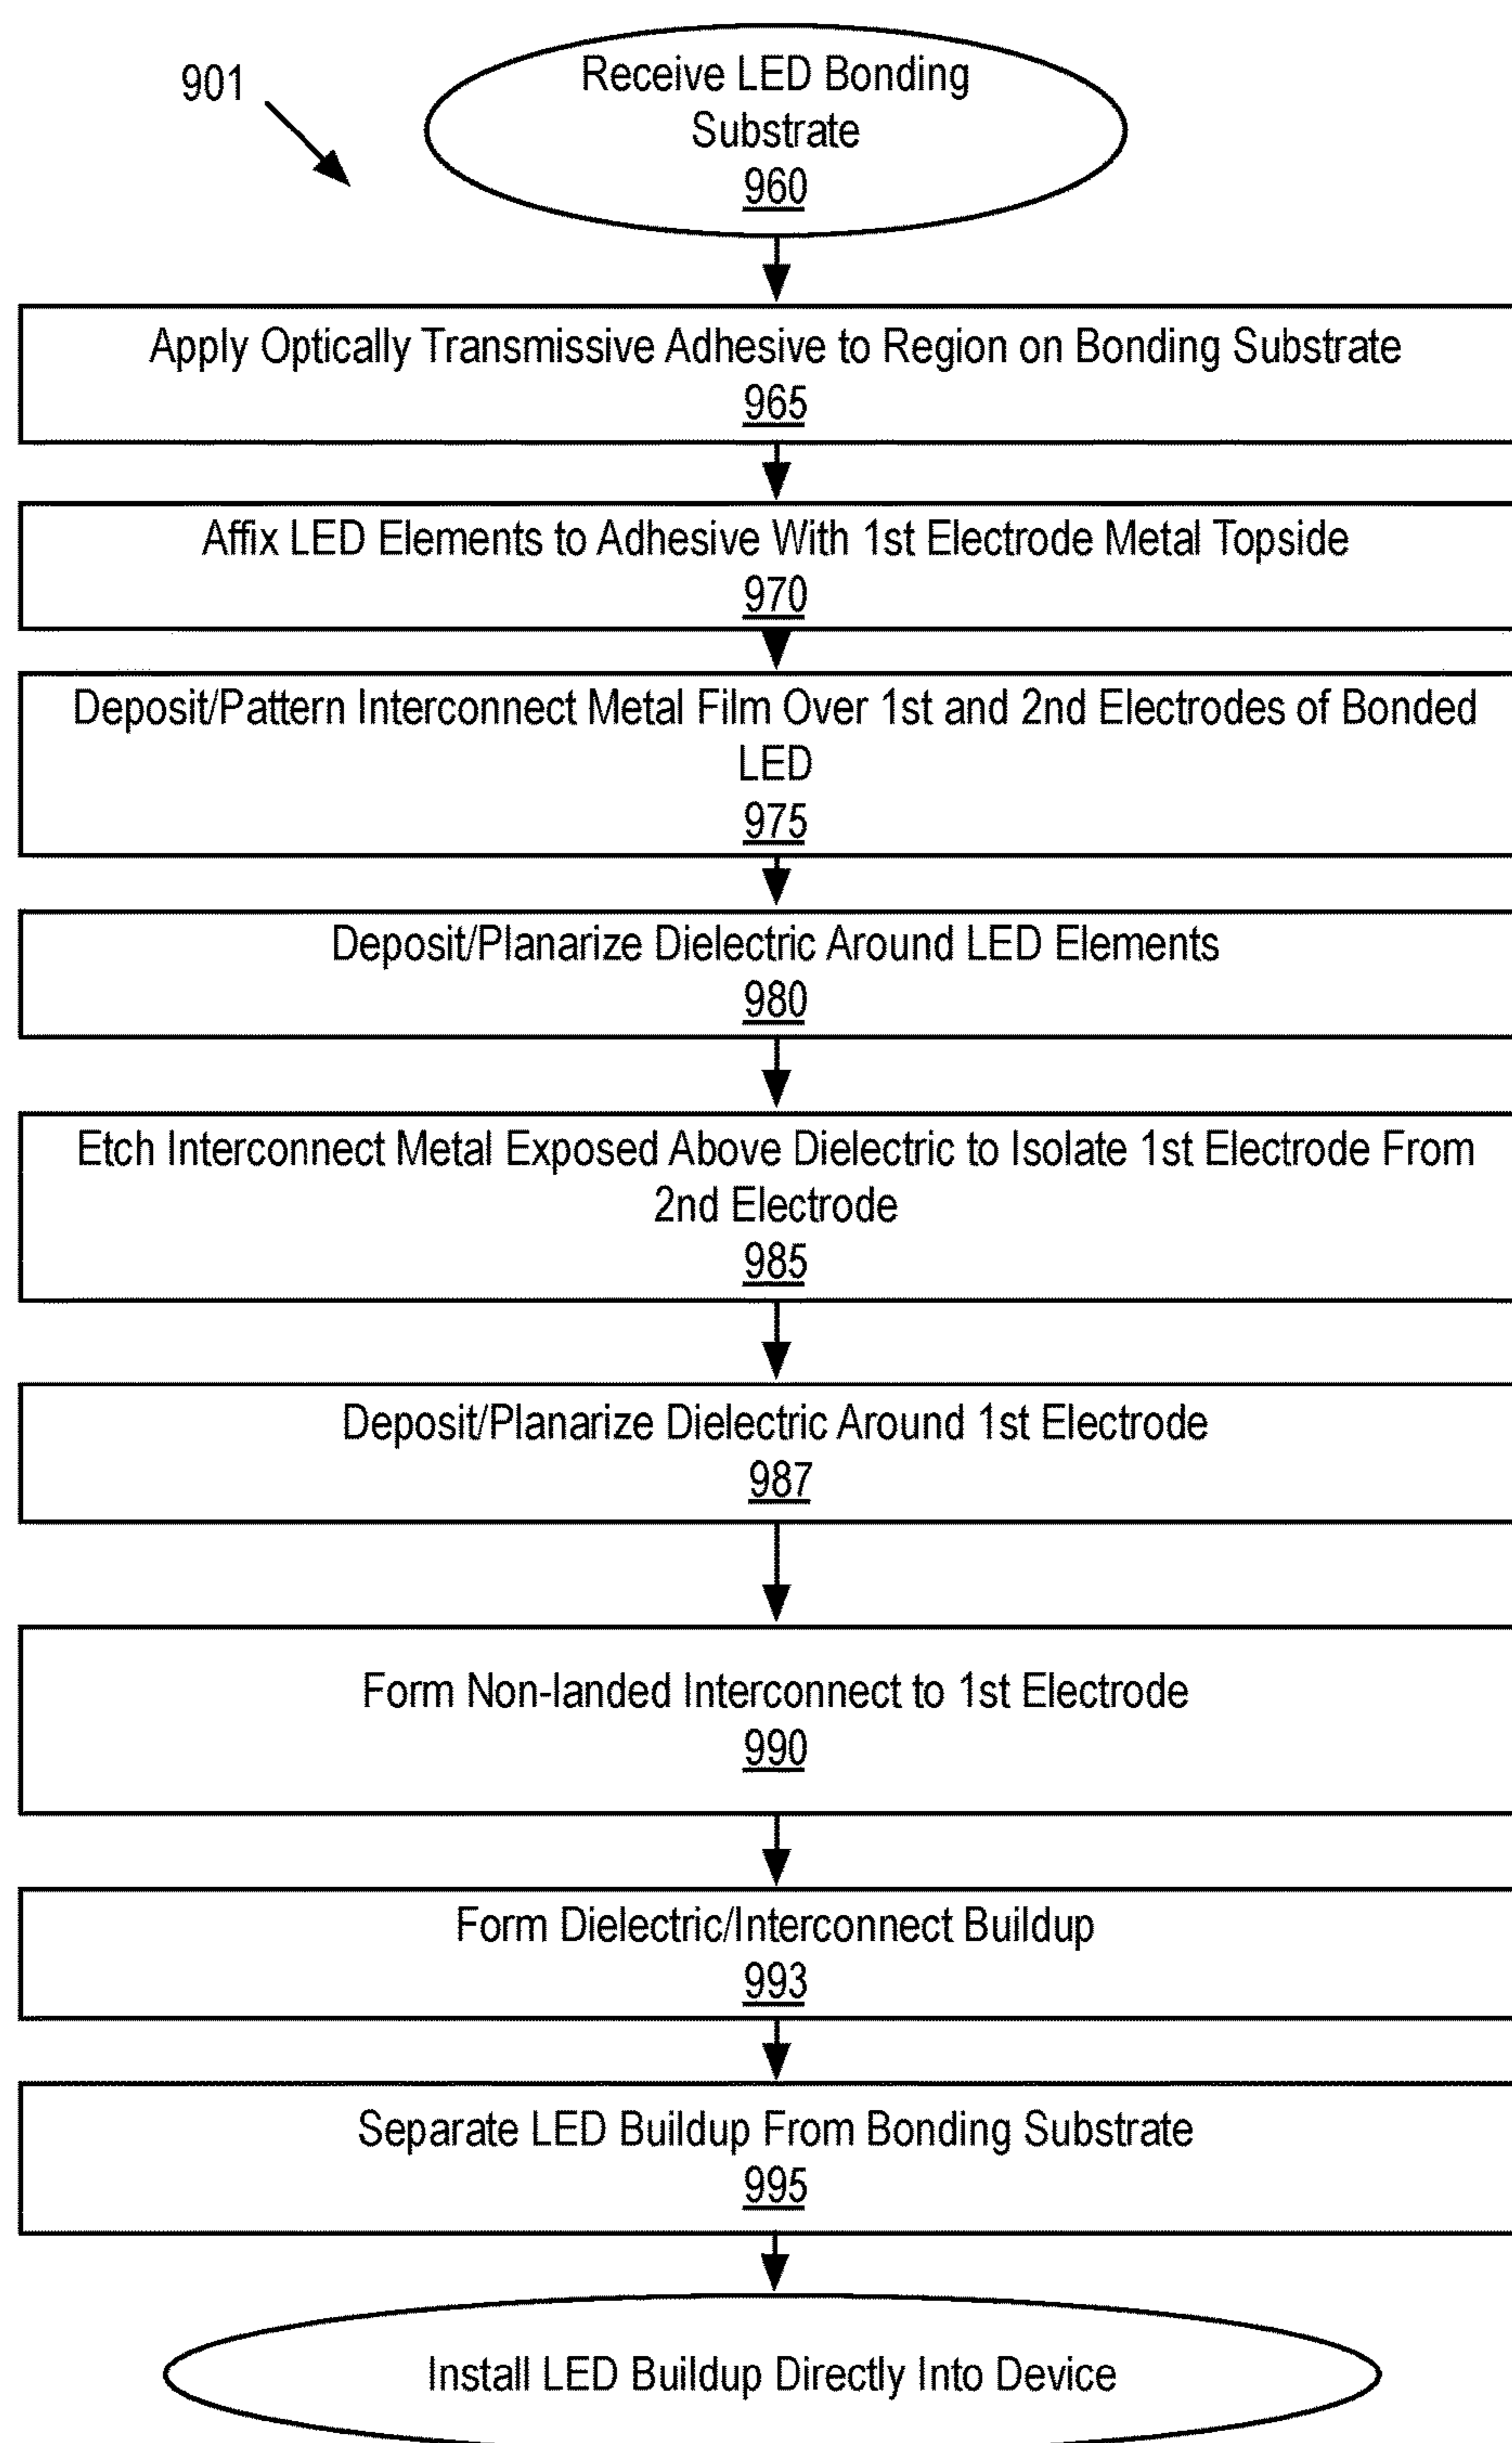 901
Receive LED Bonding
Substrate
960
Apply Optically Transmissive Adhesive to Region on Bonding Substrate
965
Affix LED Elements to Adhesive With 1st Electrode Metal Topside
970
Deposit/Pattern Interconnect Metal Film Over 1st and 2nd Electrodes of Bonded
LED
975
Deposit/Planarize Dielectric Around LED Elements
980
Etch Interconnect Metal Exposed Above Dielectric to Isolate 1st Electrode From
2nd Electrode
985
Deposit/Planarize Dielectric Around 1st Electrode
987
Form Non-landed Interconnect to 1st Electrode
990
Form Dielectric/Interconnect Buildup
993
Separate LED Buildup From Bonding Substrate
995
Install LED Buildup Directly Into Device